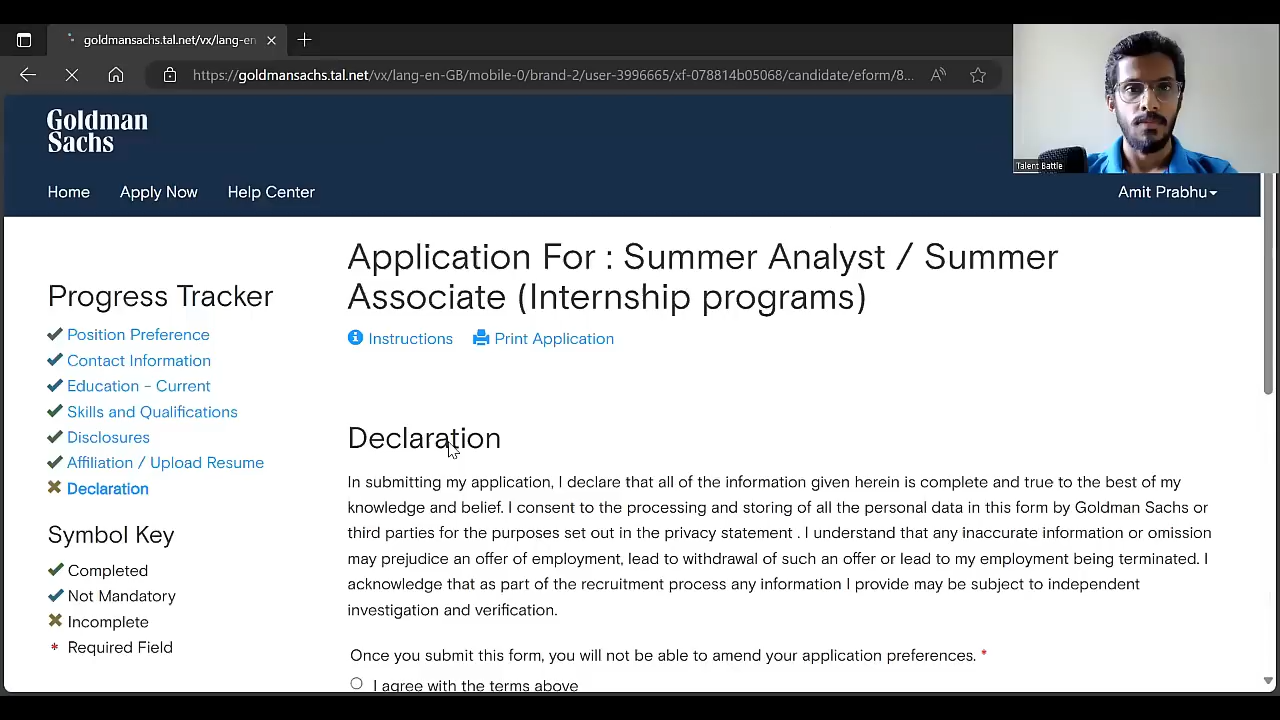 goldmansachs.tal.net/vx/lang-en
https://goldmansachs.tal.net/vx/lang-en-GB/mobile-0/brand-2/user-3996665/xf-078814b05068/candidate/eform/8...
Talent Battle
Goldman
Sachs
Home Apply Now Help Center Amit Prabhu
Application For : Summer Analyst / Summer
Associate (Internship programs)
Instructions Print Application
Progress Tracker
Position Preference
Contact Information
Education - Current
Skills and Qualifications
Disclosures
Affiliation / Upload Resume
Declaration
Symbol Key
Completed
Not Mandatory
Incomplete
* Required Field
Declaration
In submitting my application, I declare that all of the information given herein is complete and true to the best of my
knowledge and belief. I consent to the processing and storing of all the personal data in this form by Goldman Sachs or
third parties for the purposes set out in the privacy statement . I understand that any inaccurate information or omission
may prejudice an offer of employment, lead to withdrawal of such an offer or lead to my employment being terminated. I
acknowledge that as part of the recruitment process any information I provide may be subject to independent
investigation and verification.
Once you submit this form, you will not be able to amend your application preferences. *
I agree with the terms above